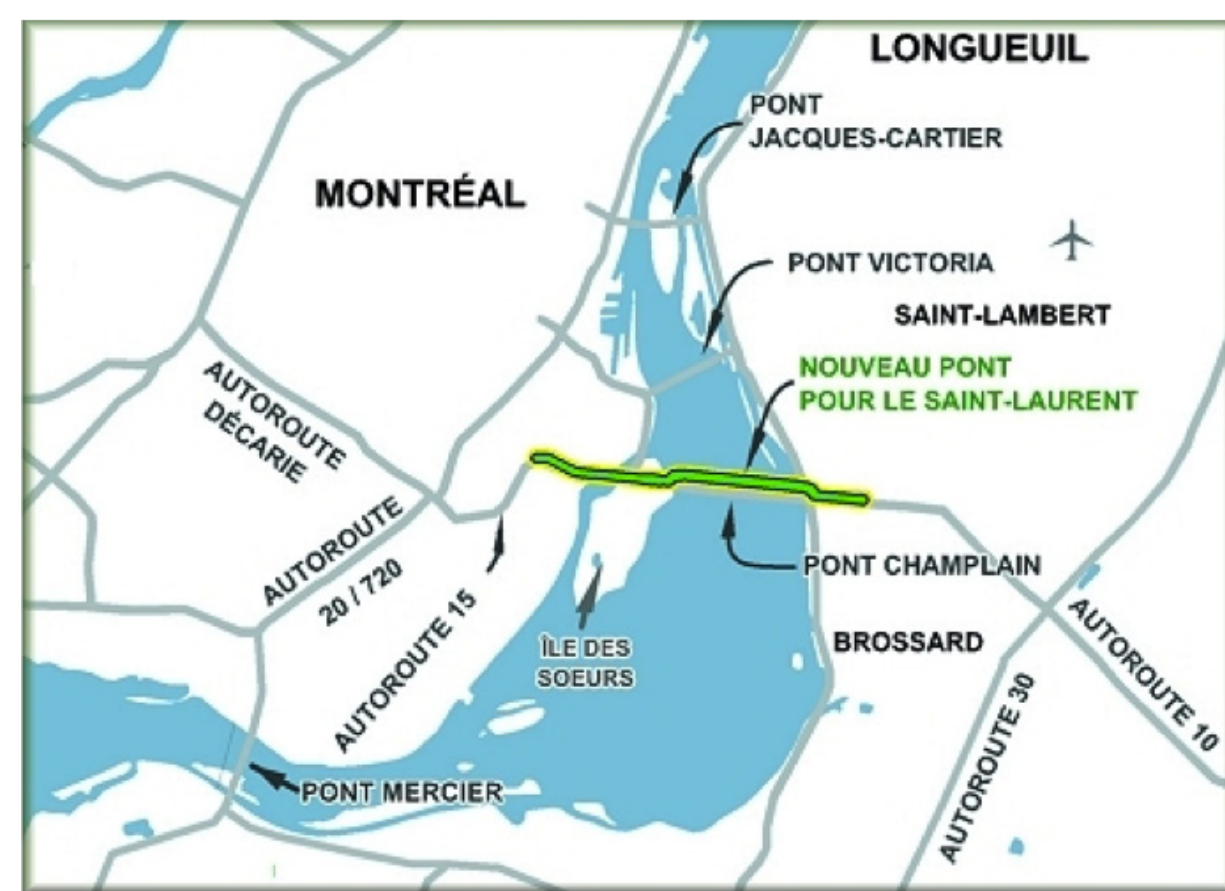 LONGUEUIL
PONT
JACQUES-CARTIER
MONTRÉAL
PONT VICTORIA
SAINT-LAMBERT
NOUVEAU PONT
POUR LE SAINT-LAURENT
AUTOROUTE
DÉCARIE
AUTOROUTE
20 / 720
AUTOROUTE 15
PONT CHAMPLAIN
ÎLE DES
SOEURS
BROSSARD
AUTOROUTE 10
AUTOROUTE 30
PONT MERCIER